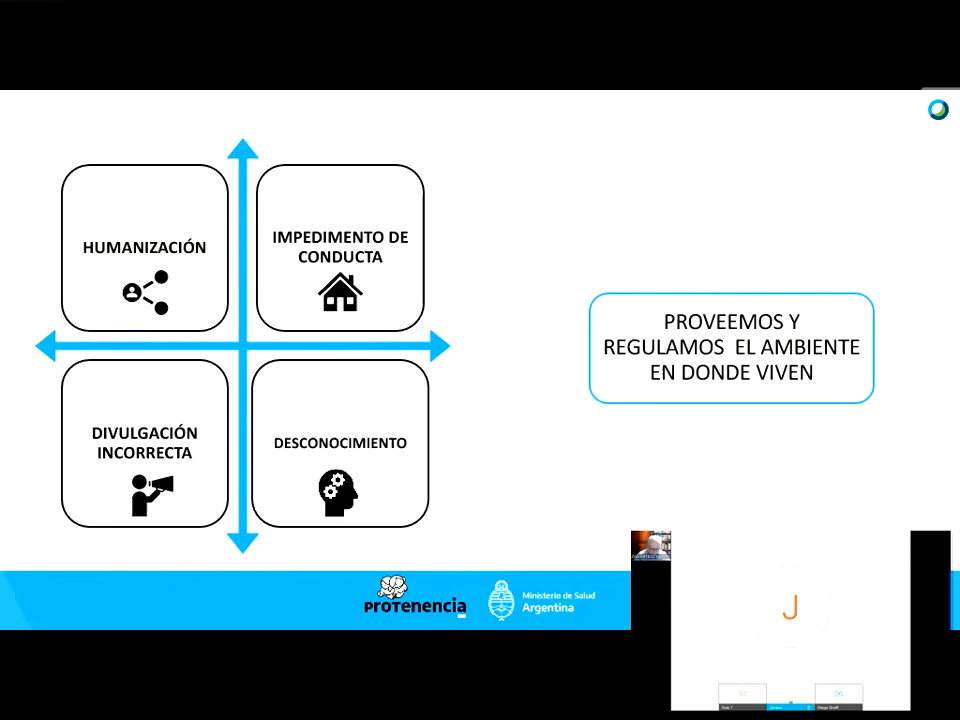 HUMANIZACIÓN
IMPEDIMENTO DE
CONDUCTA
DIVULGACIÓN
INCORRECTA
DESCONOCIMIENTO
PROVEEMOS Y
REGULAMOS EL AMBIENTE
EN DONDE VIVEN
PROTenencia
Ministerio de Salud
Argentina
J